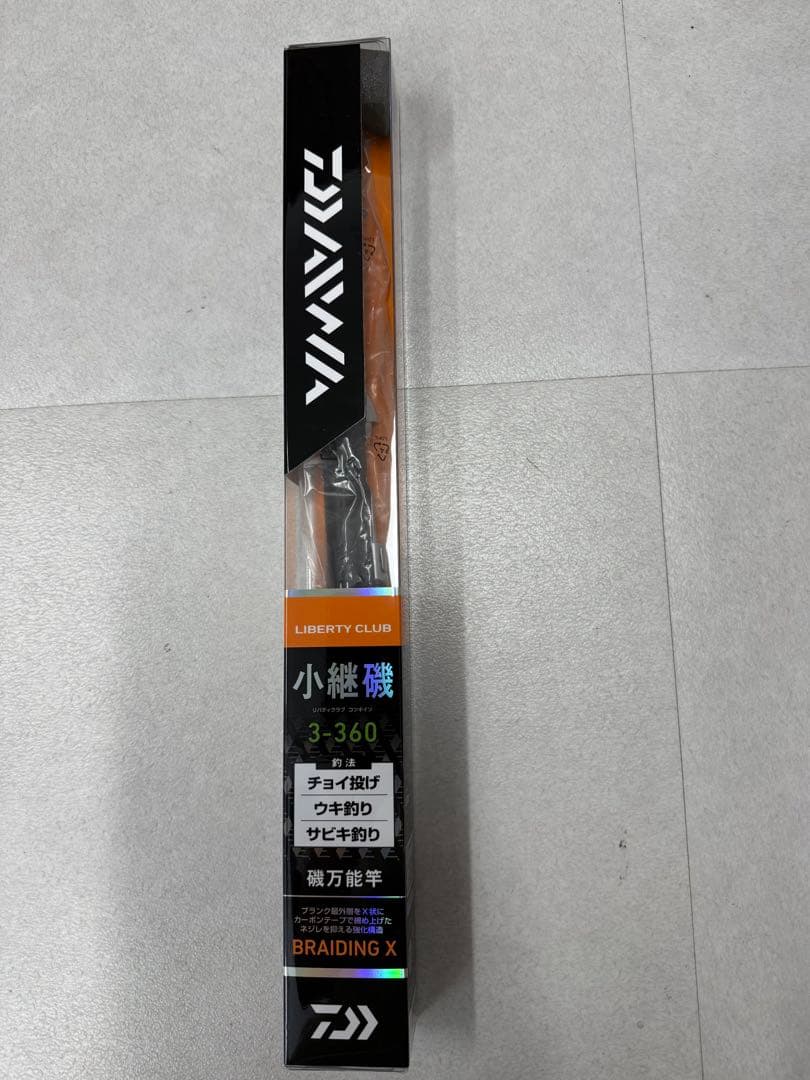 DAIWA
LIBERTY CLUB
小継磯
リバティクラブ コツギイソ
3-360
釣法
チョイ投げ
ウキ釣り
サビキ釣り
磯万能竿
ブランク最外層をX状に
カーボンテープで締め上げた
ネジレを抑える強化構造
BRAIDING X